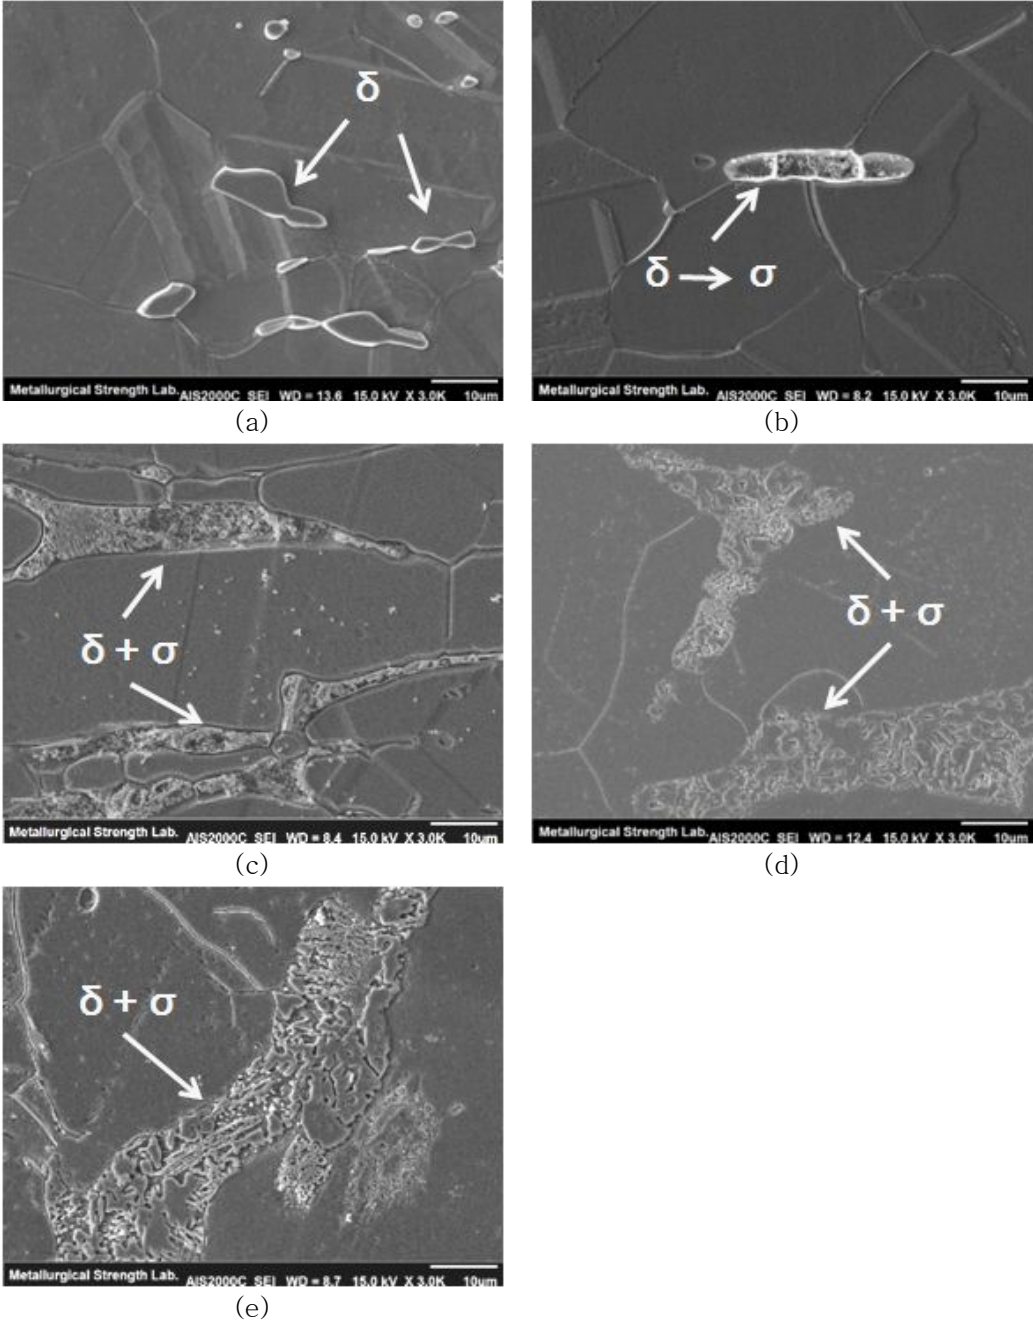 δ
Metallurgical Strength Lab. AIS2000C SEI WD = 13.6 15.0 kV X 3.0K 10um
(a)
δ → σ
Metallurgical Strength Lab. AIS2000C SEI WD = 8.2 15.0 kV X 3.0K 10um
(b)
δ + σ
Metallurgical Strength Lab. AIS2000C SEI WD = 8.4 15.0 kV X 3.0K 10um
(c)
δ + σ
Metallurgical Strength Lab. AIS2000C SEI WD = 12.4 15.0 kV X 3.0K 10um
(d)
δ + σ
Metallurgical Strength Lab. AIS2000C SEI WD = 8.7 15.0 kV X 3.0K 10um
(e)